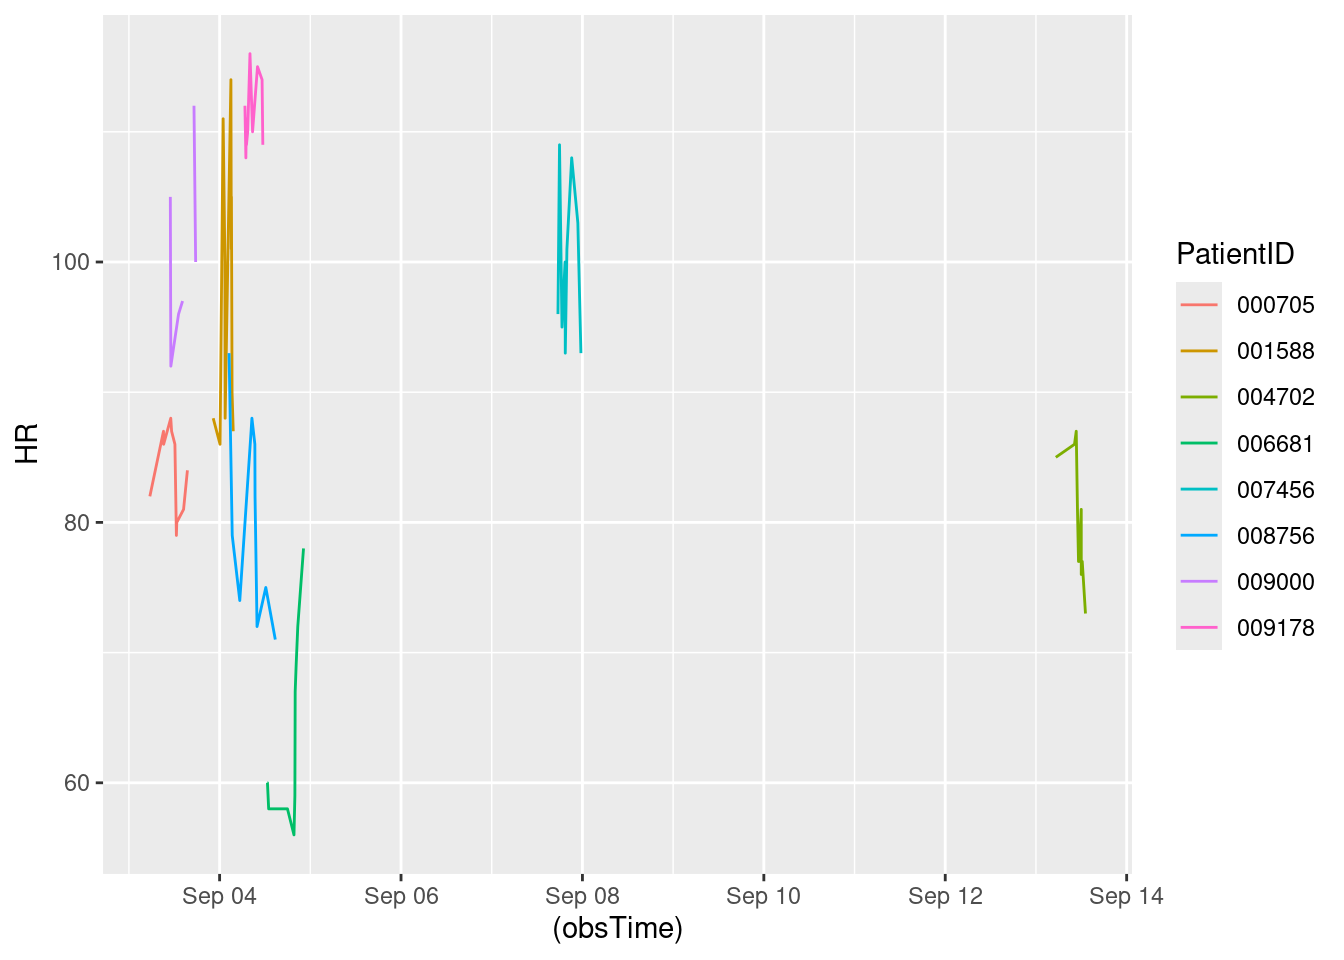 HR
100
80
60
Sep 04
Sep 06
Sep 08
Sep 10
Sep 12
Sep 14
(obsTime)
PatientID
000705
001588
004702
006681
007456
008756
009000
009178